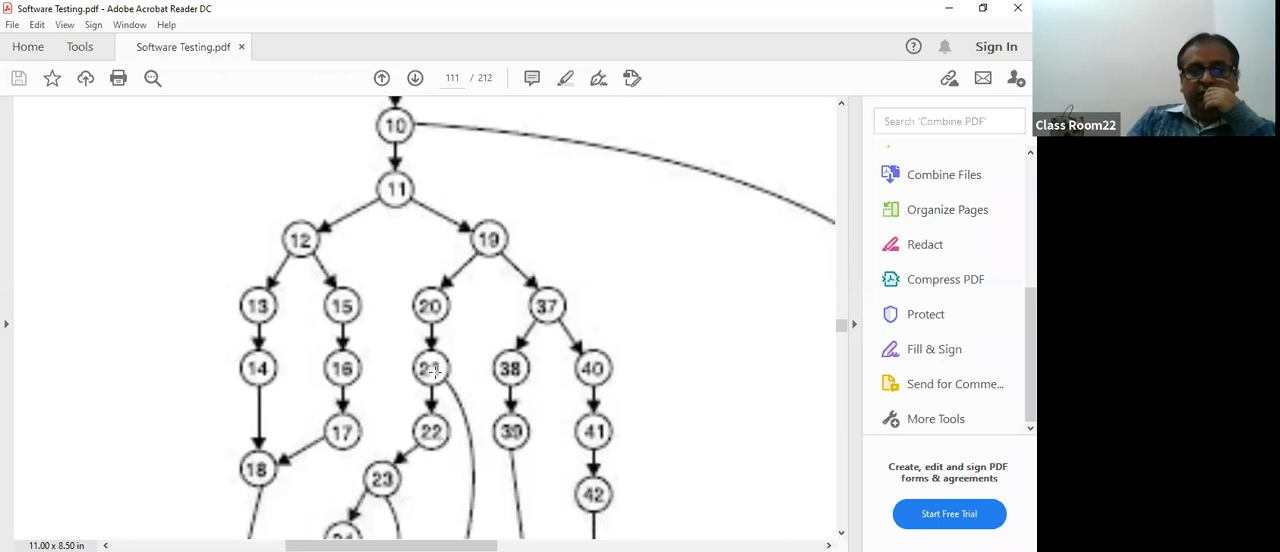 Software Testing.pdf - Adobe Acrobat Reader DC
File Edit View Sign Window Help
Home Tools Software Testing.pdf × Sign In
111 / 212
Search 'Combine PDF'
Combine Files
Organize Pages
Redact
Compress PDF
Protect
Fill & Sign
Send for Comme...
More Tools
Create, edit and sign PDF
forms & agreements
Start Free Trial
Class Room22
10
11
12 19
13 15 20 37
14 16 21 38 40
17 22 39 41
18 23 42
11.00 x 8.50 in